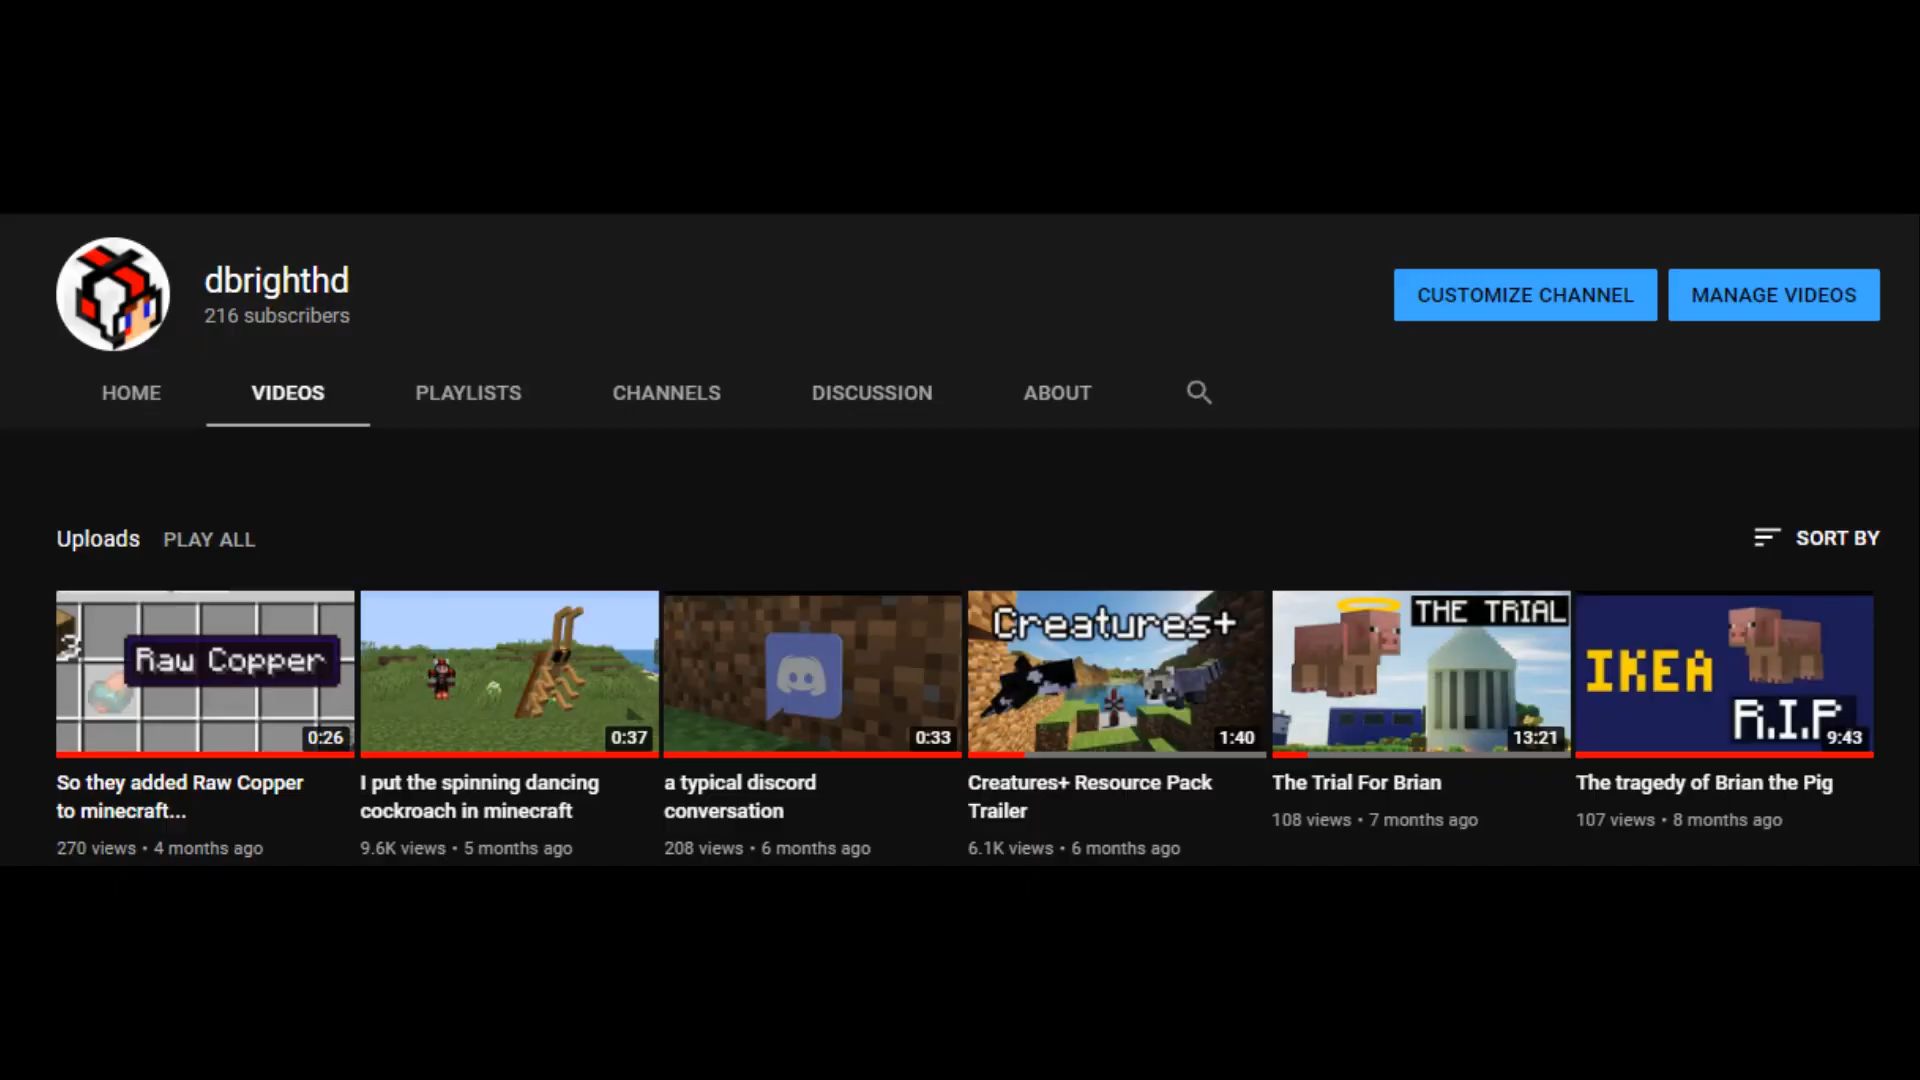 dbrighthd
216 subscribers
CUSTOMIZE CHANNEL
MANAGE VIDEOS
HOME
VIDEOS
PLAYLISTS
CHANNELS
DISCUSSION
ABOUT
Uploads
PLAY ALL
SORT BY
3
Raw Copper
0:26
0:37
0:33
Creatures+
1:40
THE TRIAL
13:21
IKEA
R.I.P
9:43
So they added Raw Copper
to minecraft...
270 views • 4 months ago
I put the spinning dancing
cockroach in minecraft
9.6K views • 5 months ago
a typical discord
conversation
208 views • 6 months ago
Creatures+ Resource Pack
Trailer
6.1K views • 6 months ago
The Trial For Brian
108 views • 7 months ago
The tragedy of Brian the Pig
107 views • 8 months ago